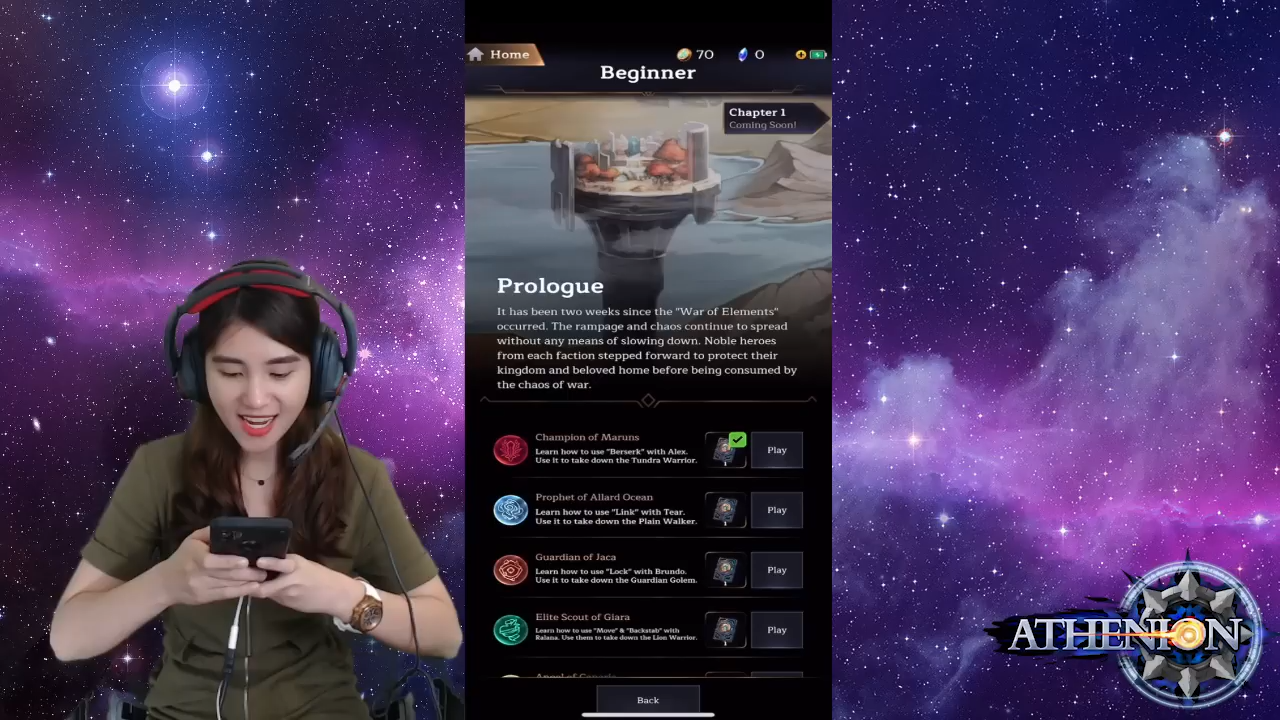 Home
70
0
Beginner
Chapter 1
Coming Soon!
Prologue
It has been two weeks since the "War of Elements"
occurred. The rampage and chaos continue to spread
without any means of slowing down. Noble heroes
from each faction stepped forward to protect their
kingdom and beloved home before being consumed by
the chaos of war.
Champion of Maruns
Learn how to use "Berserk" with Alex.
Use it to take down the Tundra Warrior.
Play
Prophet of Allard Ocean
Learn how to use "Link" with Tear.
Use it to take down the Plain Walker.
Play
Guardian of Jaca
Learn how to use "Lock" with Brundo.
Use it to take down the Guardian Golem.
Play
Elite Scout of Giara
Learn how to use "Move" & "Backstab" with
Ralana. Use them to take down the Lion Warrior.
Play
Back
ATHENION